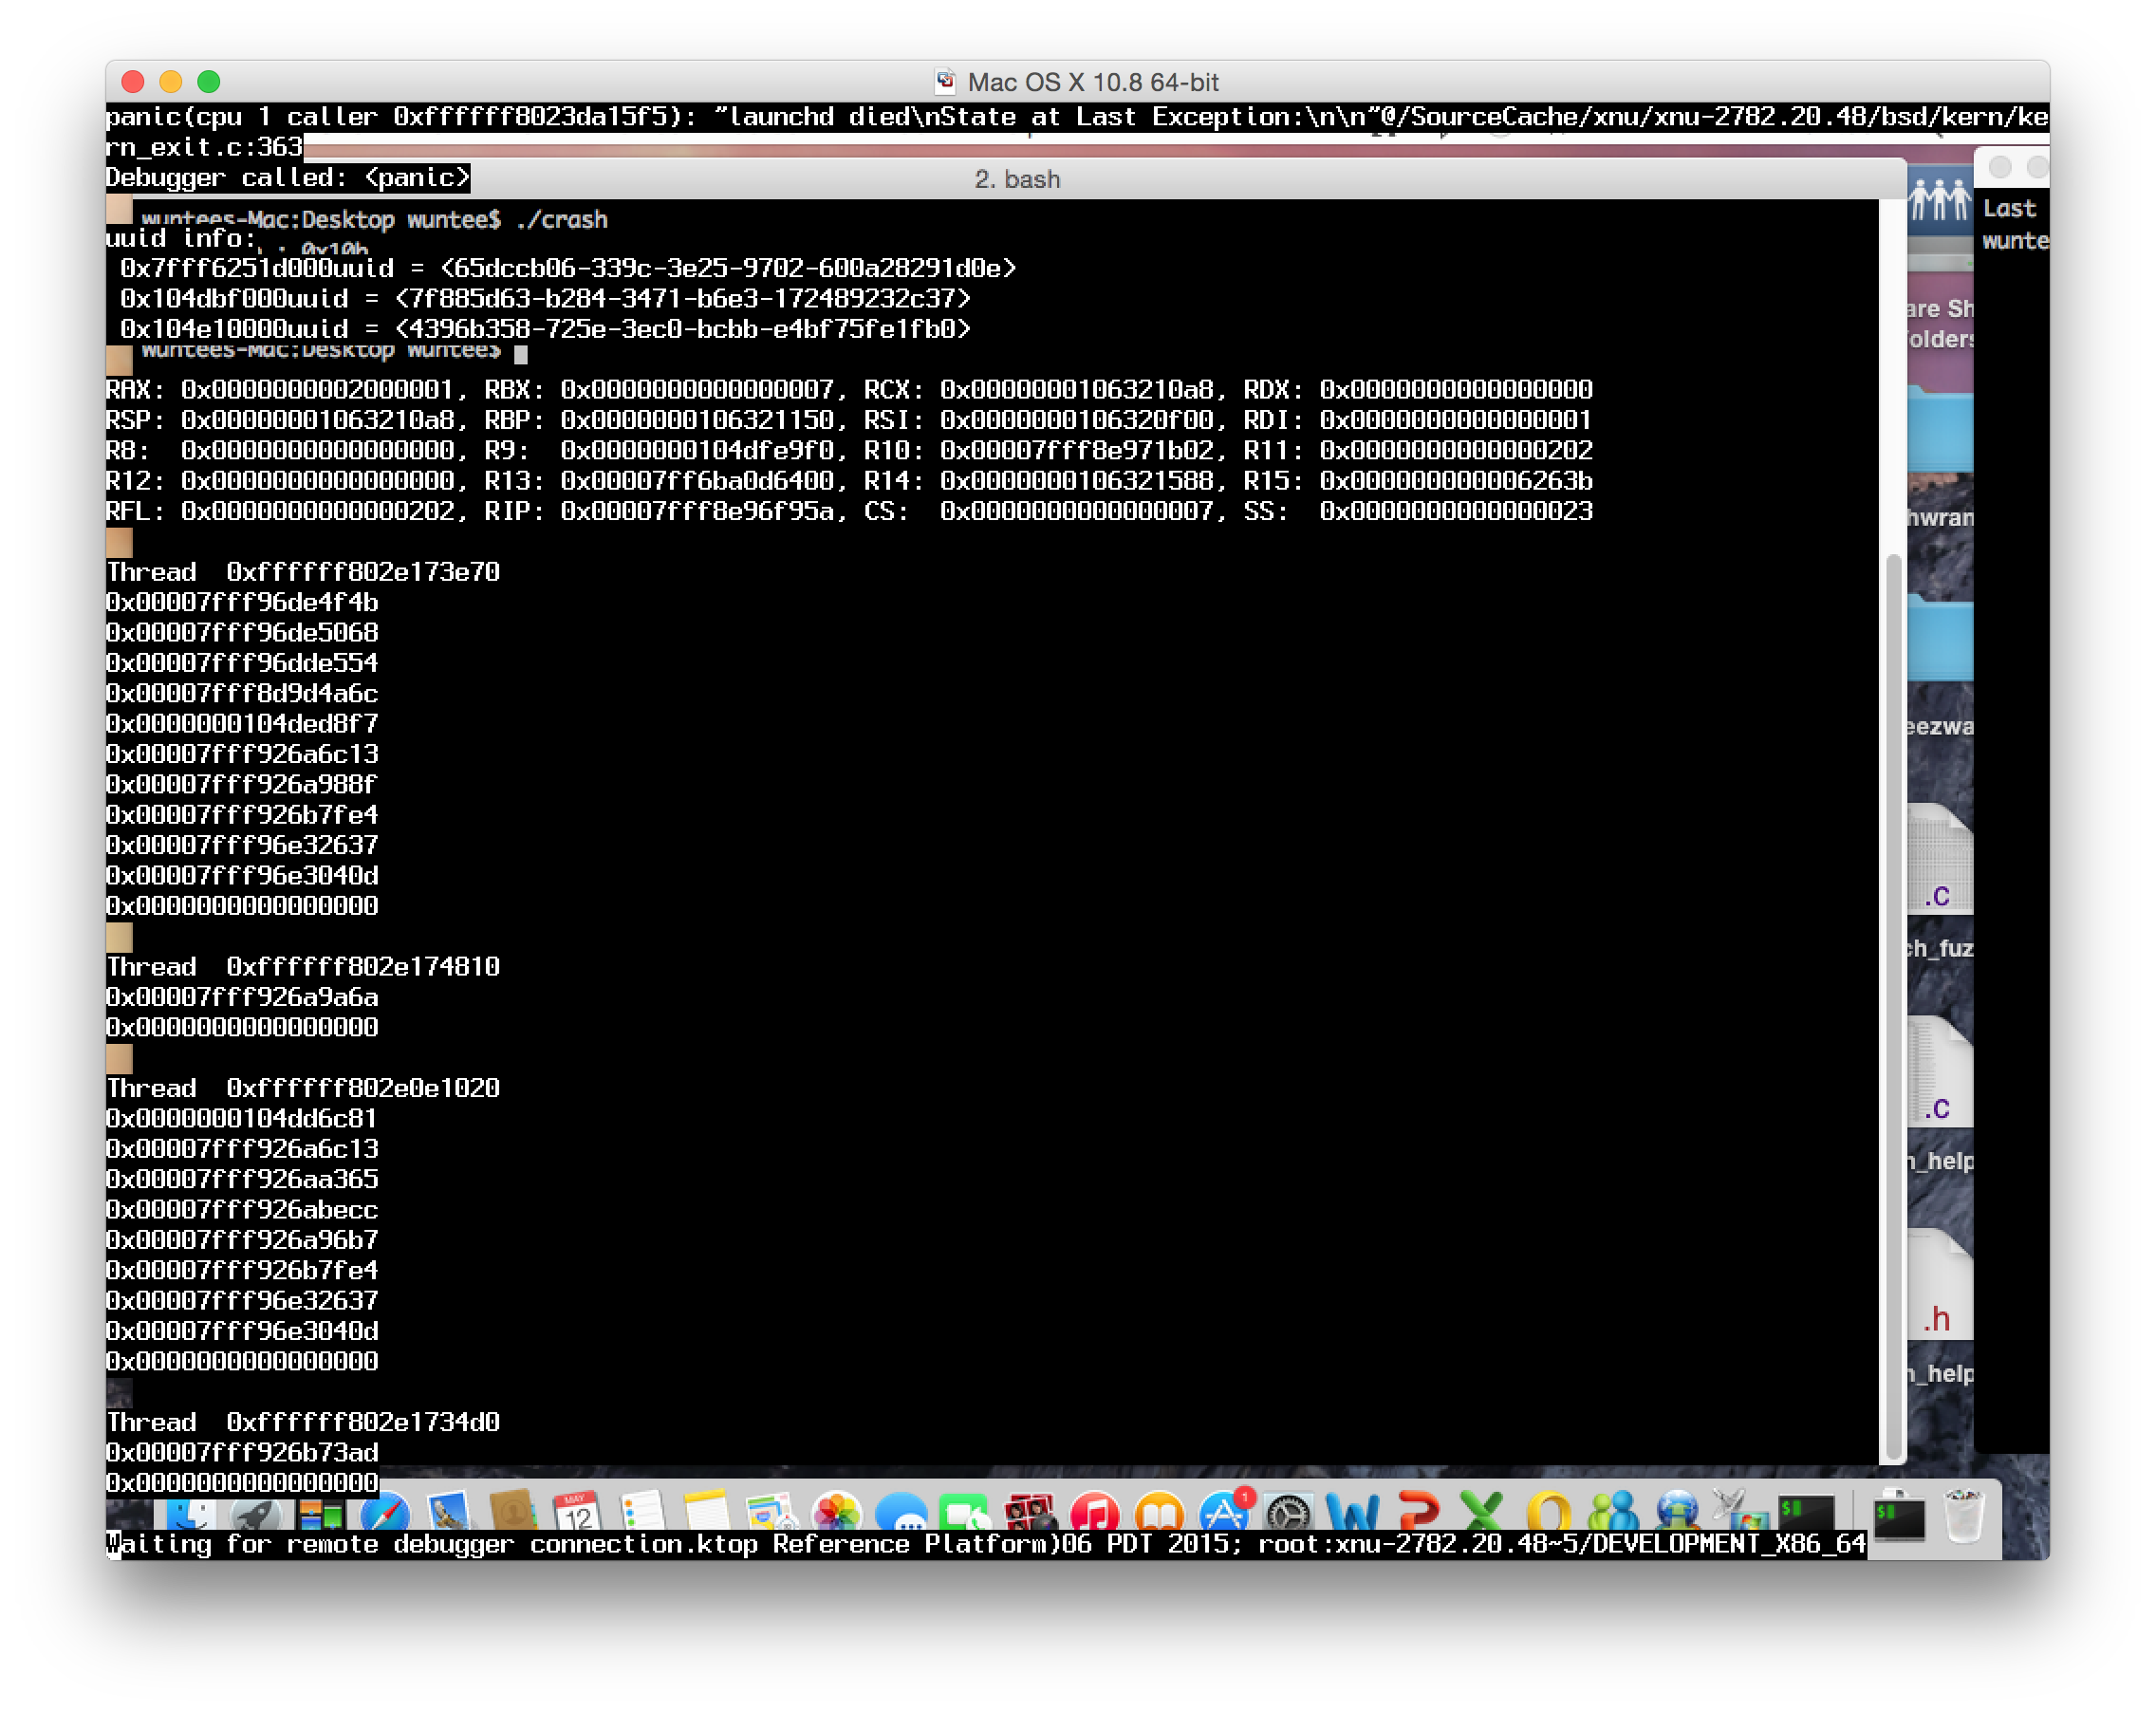 Mac OS X 10.8 64-bit
panic(cpu 1 caller 0xffffff8023da15f5): "launchd died\nState at Last Exception:\n\n"@/SourceCache/xnu/xnu-2782.20.48/bsd/kern/ke
rn_exit.c:363
Debugger called: <panic>
2. bash
wuntees-Mac:Desktop wuntee$ ./crash
uuid info:
: 0x10b
0x7fff6251d000uuid = <65dccb06-339c-3e25-9702-600a28291d0e>
0x104dbf000uuid = <7f885d63-b284-3471-b6e3-172489232c37>
0x104e10000uuid = <4396b358-725e-3ec0-bcbb-e4bf75fe1fb0>
wuntees-Mac:Desktop wuntee$
RAX: 0x0000000002000001, RBX: 0x0000000000000007, RCX: 0x00000001063210a8, RDX: 0x0000000000000000
RSP: 0x00000001063210a8, RBP: 0x0000000106321150, RSI: 0x0000000106320f00, RDI: 0x0000000000000001
R8:  0x0000000000000000, R9:  0x0000000104dfe9f0, R10: 0x00007fff8e971b02, R11: 0x0000000000000202
R12: 0x0000000000000000, R13: 0x00007ff6ba0d6400, R14: 0x0000000106321588, R15: 0x000000000006263b
RFL: 0x0000000000000202, RIP: 0x00007fff8e96f95a, CS:  0x0000000000000007, SS:  0x0000000000000023
Thread  0xffffff802e173e70
0x00007fff96de4f4b
0x00007fff96de5068
0x00007fff96dde554
0x00007fff8d9d4a6c
0x0000000104ded8f7
0x00007fff926a6c13
0x00007fff926a988f
0x00007fff926b7fe4
0x00007fff96e32637
0x00007fff96e3040d
0x0000000000000000
Thread  0xffffff802e174810
0x00007fff926a9a6a
0x0000000000000000
Thread  0xffffff802e0e1020
0x0000000104dd6c81
0x00007fff926a6c13
0x00007fff926aa365
0x00007fff926abecc
0x00007fff926a96b7
0x00007fff926b7fe4
0x00007fff96e32637
0x00007fff96e3040d
0x0000000000000000
Thread  0xffffff802e1734d0
0x00007fff926b73ad
0x0000000000000000
Waiting for remote debugger connection.ktop Reference Platform)06 PDT 2015; root:xnu-2782.20.48~5/DEVELOPMENT_X86_64
Last
wunte
are Sh
olders
hwran
eezwa
.C
ch_fuz
.C
h_help
.h
h_help
MAY
12
1
$
$